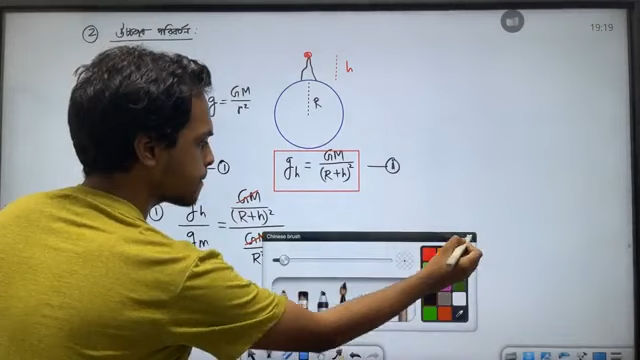 ② উচ্চতার পরিবর্তন:
19:19
h
R
g = GM/r²
①
g_h = GM/(R+h)² —⑪
① g_h/g_m = GM/(R+h)² / GM/R²
Chinese brush